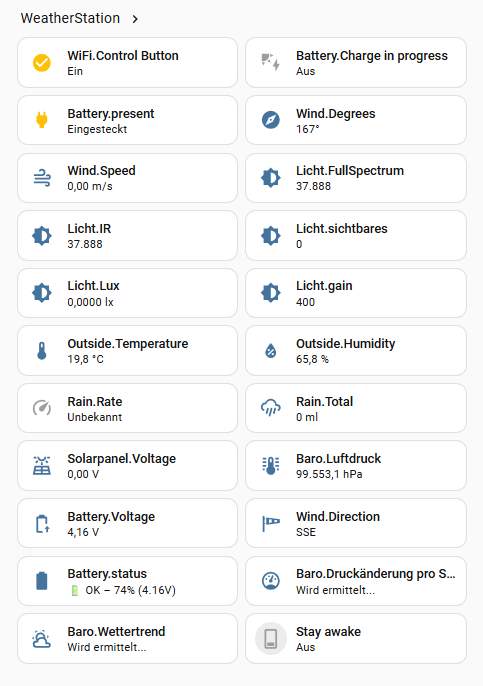 WeatherStation
WiFi.Control Button
Ein
Battery.Charge in progress
Aus
Battery.present
Eingesteckt
Wind.Degrees
167°
Wind.Speed
0,00 m/s
Licht.FullSpectrum
37.888
Licht.IR
37.888
Licht.sichtbares
0
Licht.Lux
0,0000 lx
Licht.gain
400
Outside.Temperature
19,8 °C
Outside.Humidity
65,8 %
Rain.Rate
Unbekannt
Rain.Total
0 ml
Solarpanel.Voltage
0,00 V
Baro.Luftdruck
99.553,1 hPa
Battery.Voltage
4,16 V
Wind.Direction
SSE
Battery.status
OK – 74% (4.16V)
Baro.Druckänderung pro S...
Wird ermittelt...
Baro.Wettertrend
Wird ermittelt...
Stay awake
Aus